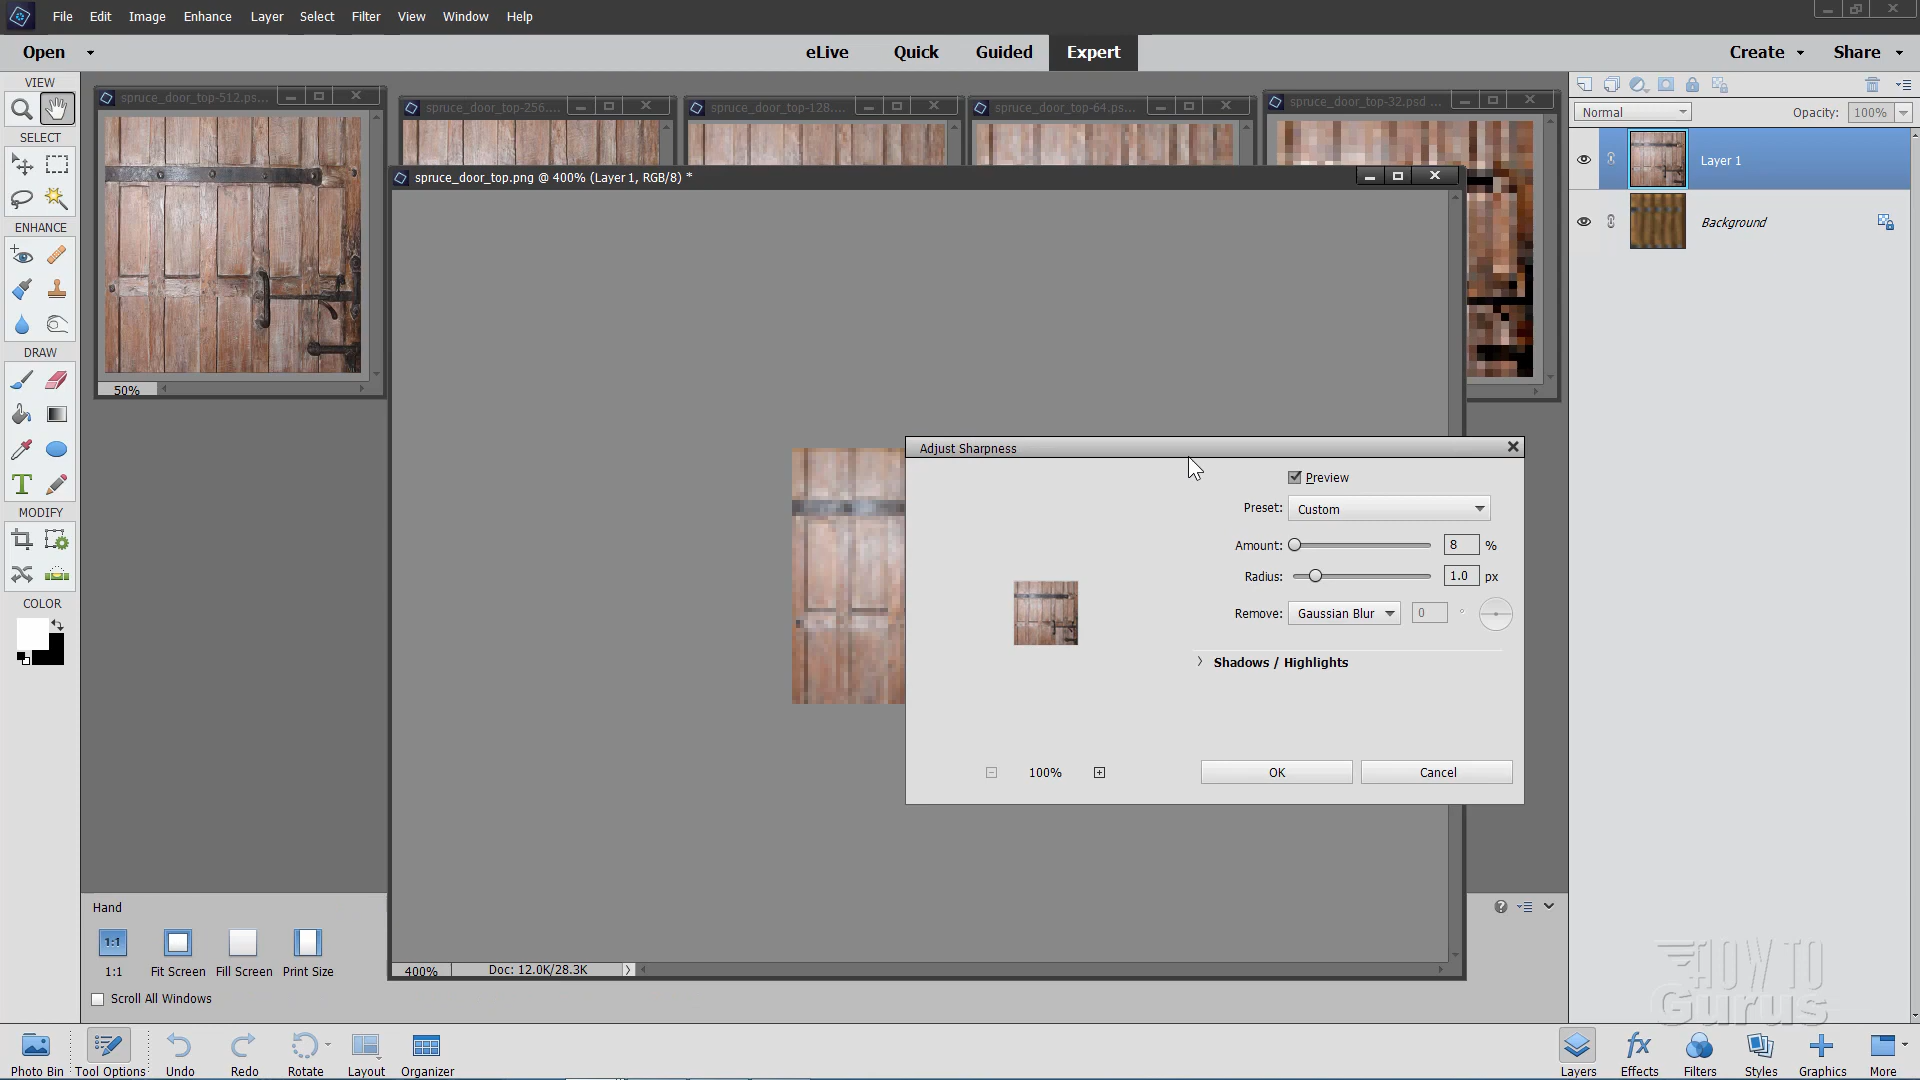 File Edit Image Enhance Layer Select Filter View Window Help
Open eLive Quick Guided Expert Create Share
VIEW
SELECT
ENHANCE
DRAW
MODIFY
COLOR
spruce_door_top-512.ps...
spruce_door_top-256....
spruce_door_top-128....
spruce_door_top-64.ps...
spruce_door_top-32.psd ...
50%
spruce_door_top.png @ 400% (Layer 1, RGB/8) *
Normal Opacity: 100%
Layer 1
Background
Adjust Sharpness
Preview
Preset: Custom
Amount: 8 %
Radius: 1.0 px
Remove: Gaussian Blur 0 °
Shadows / Highlights
100% OK Cancel
400% Doc: 12.0K/28.3K
Hand
1:1
1:1 Fit Screen Fill Screen Print Size
Scroll All Windows
HOW TO
Gurus
Photo Bin Tool Options Undo Redo Rotate Layout Organizer
fx
Layers Effects Filters Styles Graphics More